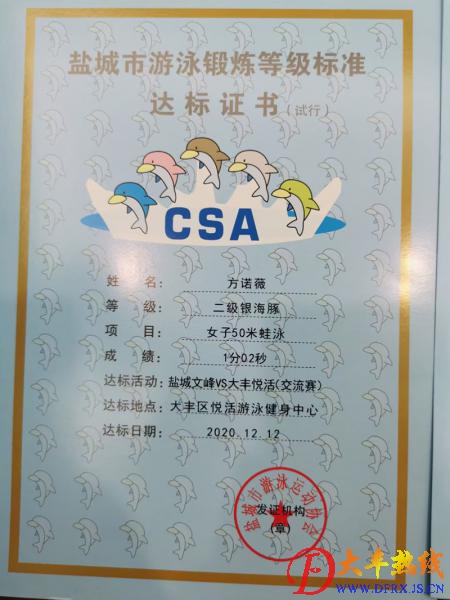 盐城市游泳锻炼等级标准
达标证书(试行)
CSA
姓名: 方诺薇
等级: 二级银海豚
项目: 女子50米蛙泳
成绩: 1分02秒
达标活动: 盐城文峰VS大丰悦活(交流赛)
达标地点: 大丰区悦活游泳健身中心
达标日期: 2020.12.12
盐城市游泳运动协会
发证机构
(章)
大丰热线
WWW.DFRX.JS.CN